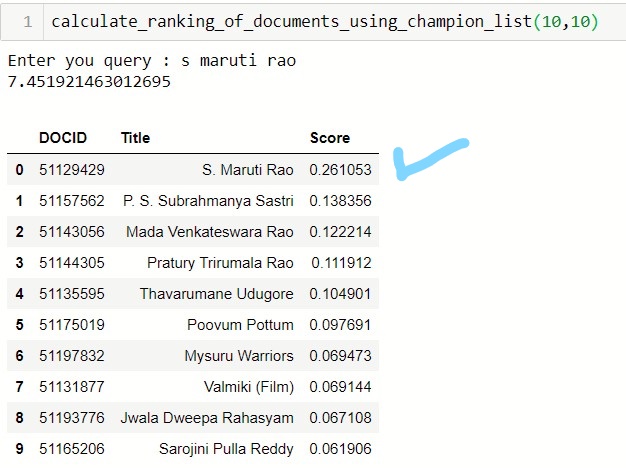 1 calculate_ranking_of_documents_using_champion_list(10,10)
Enter you query : s maruti rao
7.451921463012695
DOCID Title Score
0 51129429 S. Maruti Rao 0.261053
1 51157562 P. S. Subrahmanya Sastri 0.138356
2 51143056 Mada Venkateswara Rao 0.122214
3 51144305 Pratury Trirumala Rao 0.111912
4 51135595 Thavarumane Udugore 0.104901
5 51175019 Poovum Pottum 0.097691
6 51197832 Mysuru Warriors 0.069473
7 51131877 Valmiki (Film) 0.069144
8 51193776 Jwala Dweepa Rahasyam 0.067108
9 51165206 Sarojini Pulla Reddy 0.061906